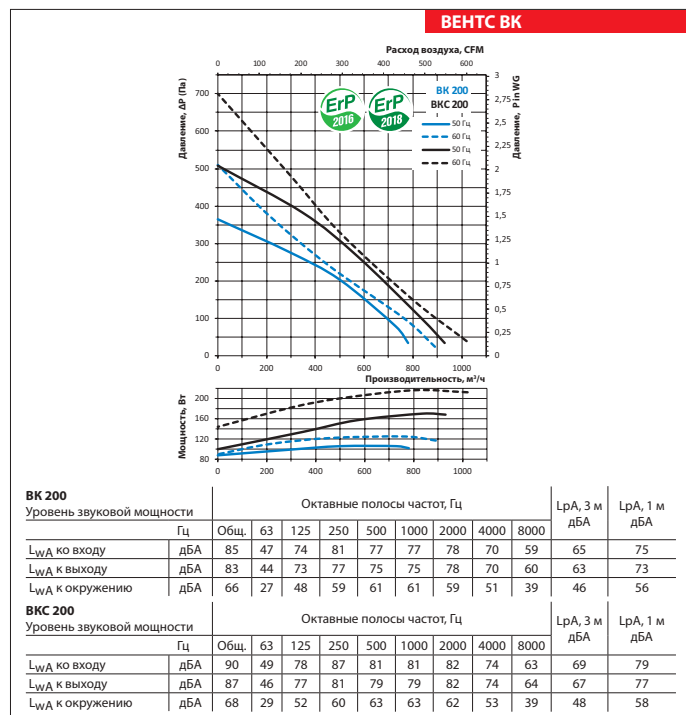 ВЕНТС ВК
Расход воздуха, CFM
0 100 200 300 400 500 600
Давление, ΔP (Па)
Давление, P in WG
700
600
500
400
300
200
100
0
3
2,75
2,5
2,25
2
1,75
1,5
1,25
1
0,75
0,5
0,25
0
ErP
2016
ErP
2018
ВК 200
ВКС 200
50 Гц
60 Гц
50 Гц
60 Гц
0 200 400 600 800 1000
Производительность, м³/ч
Мощность, Вт
200
160
120
80
0 200 400 600 800 1000
ВК 200
Уровень звуковой мощности
Октавные полосы частот, Гц
LpA, 3 м дБА
LpA, 1 м дБА
Гц Общ. 63 125 250 500 1000 2000 4000 8000
LwA ко входу дБА 85 47 74 81 77 77 78 70 59 65 75
LwA к выходу дБА 83 44 73 77 75 75 78 70 60 63 73
LwA к окружению дБА 66 27 48 59 61 61 59 51 39 46 56
ВКС 200
Уровень звуковой мощности
Октавные полосы частот, Гц
LpA, 3 м дБА
LpA, 1 м дБА
Гц Общ. 63 125 250 500 1000 2000 4000 8000
LwA ко входу дБА 90 49 78 87 81 81 82 74 63 69 79
LwA к выходу дБА 87 46 77 81 79 79 82 74 64 67 77
LwA к окружению дБА 68 29 52 60 63 63 62 53 39 48 58